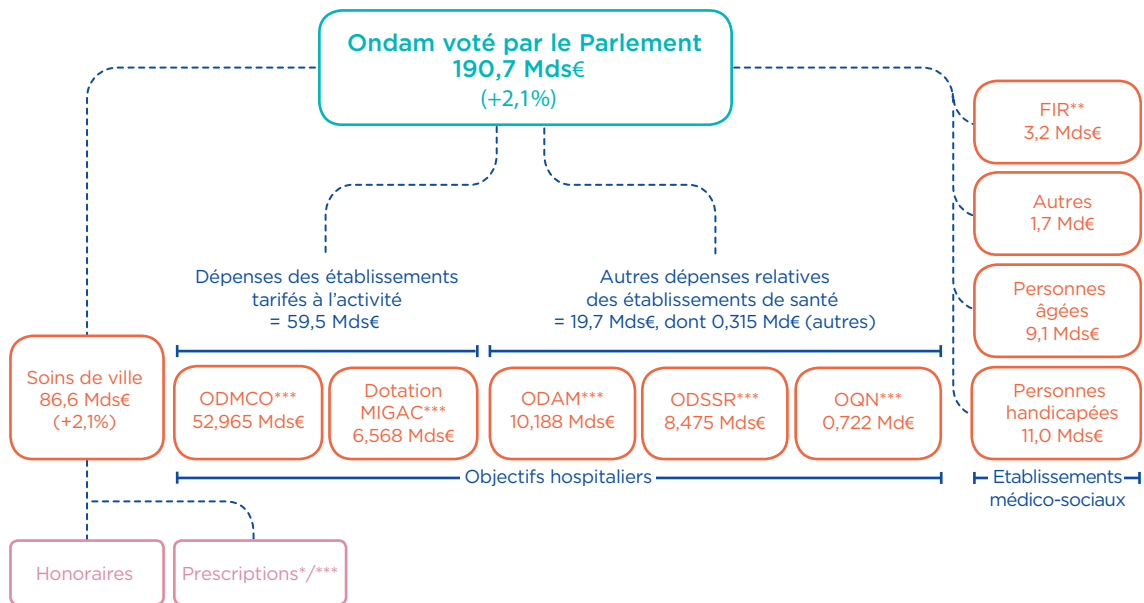 Ondam voté par le Parlement
190,7 Mds€
(+2,1%)
FIR**
3,2 Mds€
Autres
1,7 Md€
Personnes
âgées
9,1 Mds€
Personnes
handicapées
11,0 Mds€
Etablissements
médico-sociaux
Dépenses des établissements
tarifés à l'activité
= 59,5 Mds€
Autres dépenses relatives
des établissements de santé
= 19,7 Mds€, dont 0,315 Md€ (autres)
Soins de ville
86,6 Mds€
(+2,1%)
ODMCO***
52,965 Mds€
Dotation
MIGAC***
6,568 Mds€
ODAM***
10,188 Mds€
ODSSR***
8,475 Mds€
OQN***
0,722 Md€
Objectifs hospitaliers
Honoraires
Prescriptions*/***